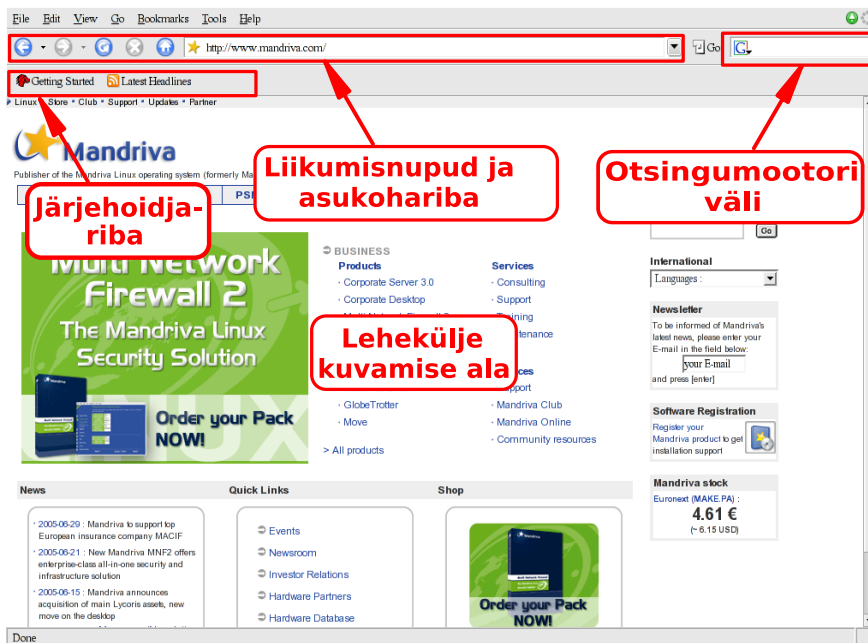 File Edit View Go Bookmarks Tools Help
http://www.mandriva.com/ Go G
Getting Started Latest Headlines
Linux Store Club Support Updates Partner
Mandriva
Publisher of the Mandriva Linux operating system (formerly
Järjehoidja-
riba
Liikumisnupud ja
asukohariba
Otsingumootori
väli
Go
Multi Network
Firewall 2
The Mandriva Linux
Security Solution
Order your Pack
NOW!
BUSINESS
Products
· Corporate Server 3.0
· Corporate Desktop
Services
· Consulting
· Support
Lehekülje
kuvamise ala
· GlobeTrotter
· Move
> All products
· Mandriva Club
· Mandriva Online
· Community resources
International
Languages :
Newsletter
To be informed of Mandriva's
latest news, please enter your
E-mail in the field below:
your E-mail
and press [enter]
Software Registration
Register your
Mandriva product to get
installation support
Mandriva stock
Euronext (MAKE.PA) :
4.61 €
(~ 6.15 USD)
News
· 2005-06-29 : Mandriva to support top
European insurance company MACIF
· 2005-06-21 : New Mandriva MNF2 offers
enterprise-class all-in-one security and
infrastructure solution
· 2005-06-15 : Mandriva announces
acquisition of main Lycoris assets, new
move on the desktop
Quick Links
Events
Newsroom
Investor Relations
Hardware Partners
Hardware Database
Shop
Order your Pack
NOW!
Done